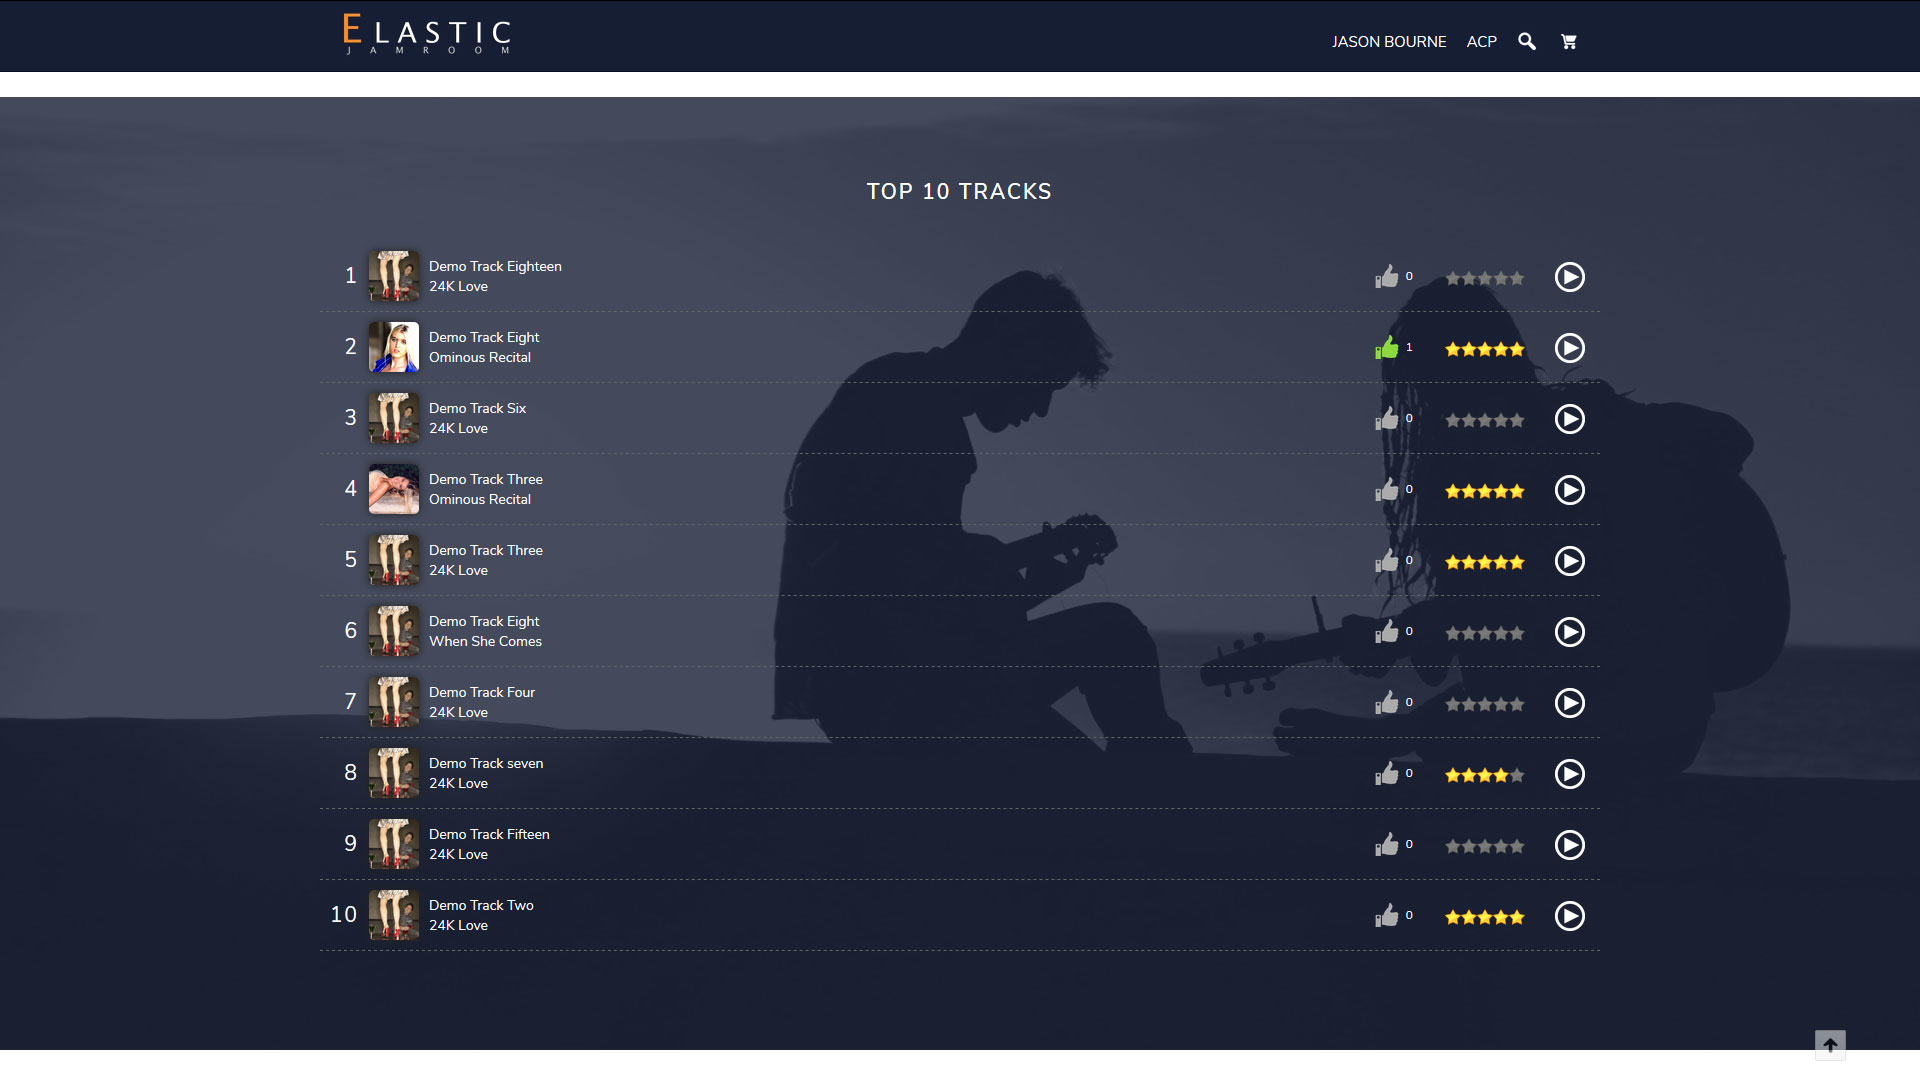 ELASTIC
JAMROOM
JASON BOURNE ACP
TOP 10 TRACKS
1 Demo Track Eighteen 0
24K Love
2 Demo Track Eight 1
Ominous Recital
3 Demo Track Six 0
24K Love
4 Demo Track Three 0
Ominous Recital
5 Demo Track Three 0
24K Love
6 Demo Track Eight 0
When She Comes
7 Demo Track Four 0
24K Love
8 Demo Track seven 0
24K Love
9 Demo Track Fifteen 0
24K Love
10 Demo Track Two 0
24K Love